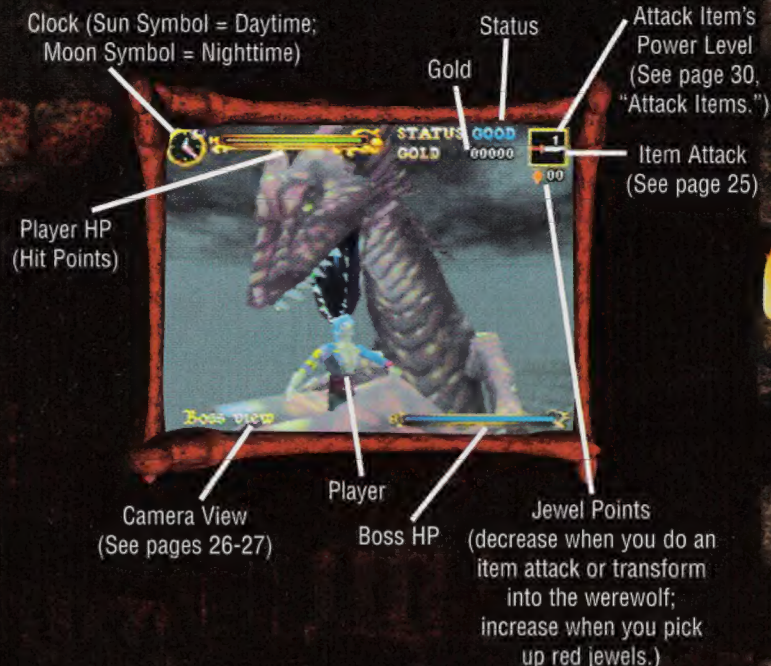 Clock (Sun Symbol = Daytime;
Moon Symbol = Nighttime)
Status
Gold
Attack Item's
Power Level
(See page 30,
“Attack Items.”)
Item Attack
(See page 25)
Player HP
(Hit Points)
STATUS GOOD
GOLD 00000
1
00
Boss view
Camera View
(See pages 26-27)
Player
Boss HP
Jewel Points
(decrease when you do an
item attack or transform
into the werewolf;
increase when you pick
up red jewels.)